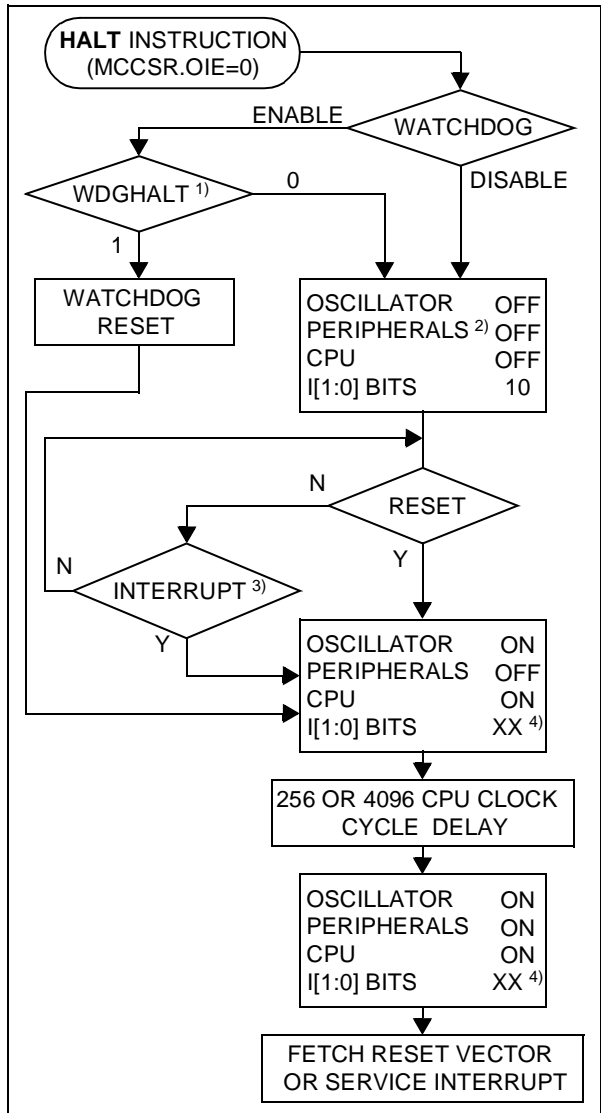 HALT INSTRUCTION
(MCCSR.OIE=0)
ENABLE
WATCHDOG
WDGHALT 1)
0
DISABLE
1
WATCHDOG
RESET
OSCILLATOR OFF
PERIPHERALS 2) OFF
CPU OFF
I[1:0] BITS 10
N
RESET
N
INTERRUPT 3)
Y
Y
OSCILLATOR ON
PERIPHERALS OFF
CPU ON
I[1:0] BITS XX 4)
256 OR 4096 CPU CLOCK
CYCLE DELAY
OSCILLATOR ON
PERIPHERALS ON
CPU ON
I[1:0] BITS XX 4)
FETCH RESET VECTOR
OR SERVICE INTERRUPT